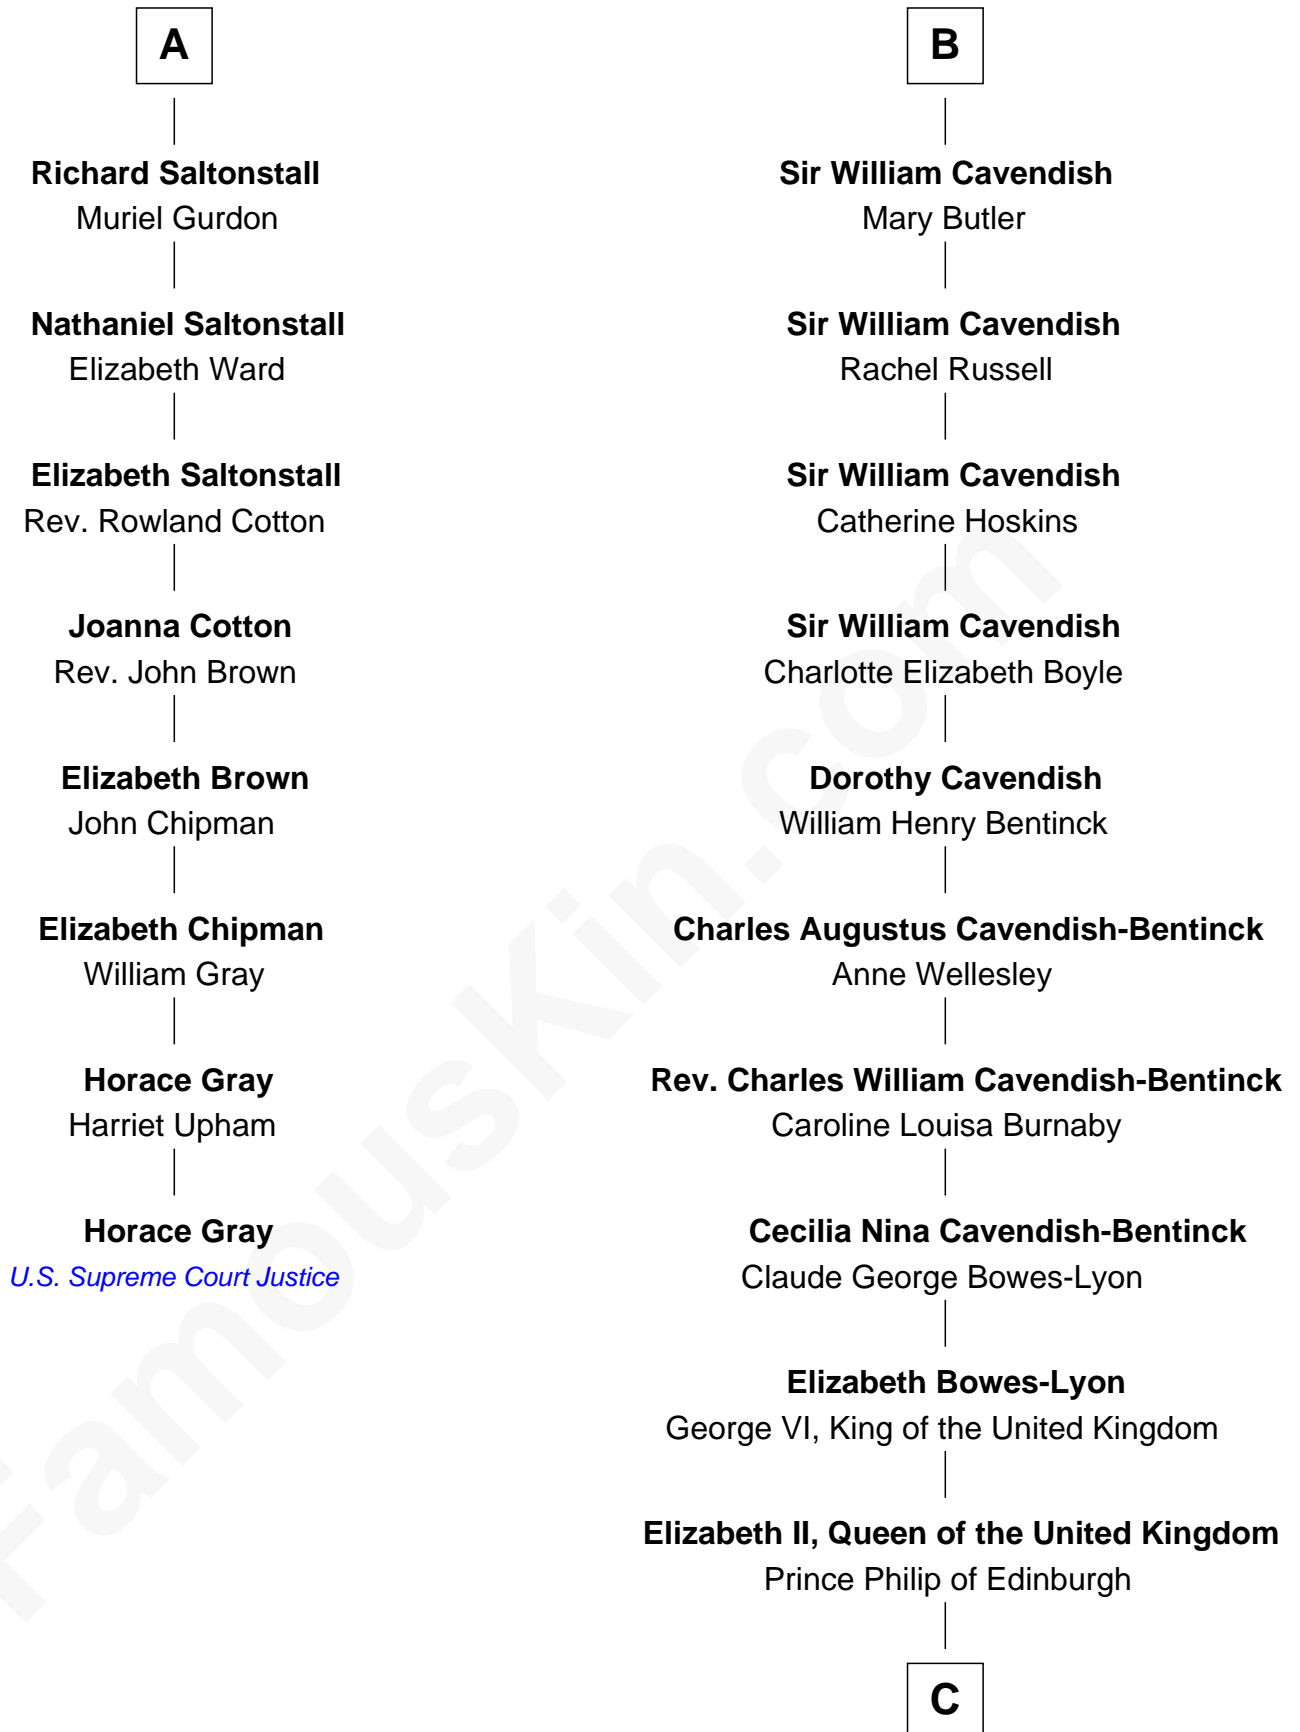 A
Richard Saltonstall
Muriel Gurdon
Nathaniel Saltonstall
Elizabeth Ward
Elizabeth Saltonstall
Rev. Rowland Cotton
Joanna Cotton
Rev. John Brown
Elizabeth Brown
John Chipman
Elizabeth Chipman
William Gray
Horace Gray
Harriet Upham
Horace Gray
U.S. Supreme Court Justice
B
Sir William Cavendish
Mary Butler
Sir William Cavendish
Rachel Russell
Sir William Cavendish
Catherine Hoskins
Sir William Cavendish
Charlotte Elizabeth Boyle
Dorothy Cavendish
William Henry Bentinck
Charles Augustus Cavendish-Bentinck
Anne Wellesley
Rev. Charles William Cavendish-Bentinck
Caroline Louisa Burnaby
Cecilia Nina Cavendish-Bentinck
Claude George Bowes-Lyon
Elizabeth Bowes-Lyon
George VI, King of the United Kingdom
Elizabeth II, Queen of the United Kingdom
Prince Philip of Edinburgh
C
FamousKin.com